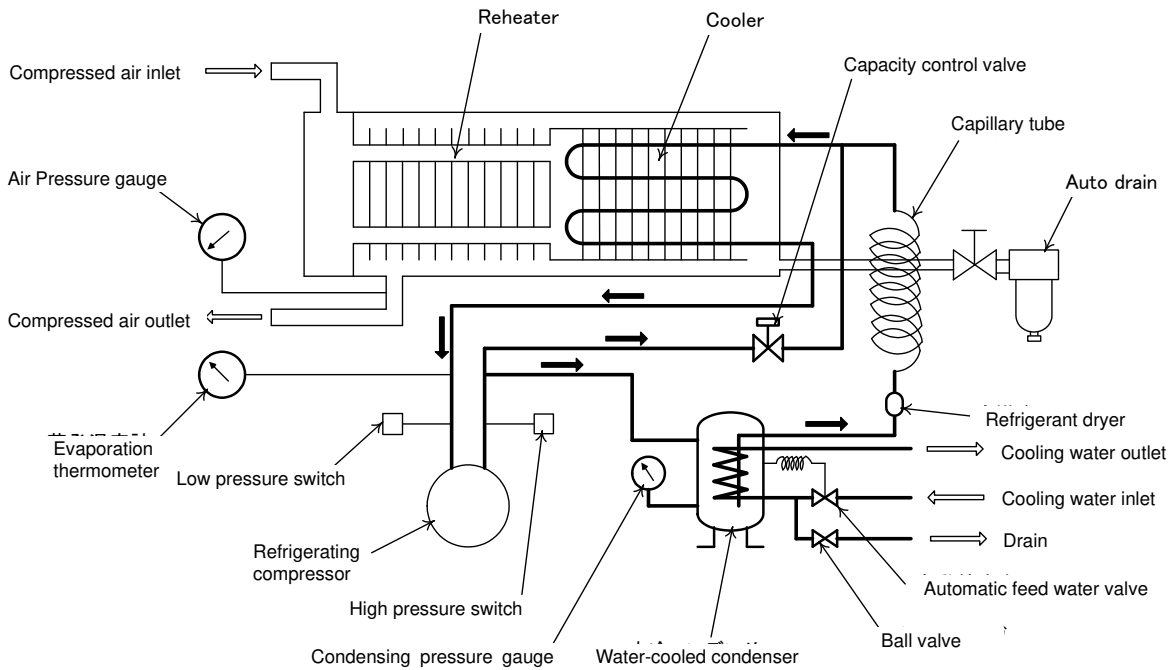 Reheater
Cooler
Compressed air inlet
Capacity control valve
Capillary tube
Air Pressure gauge
Auto drain
Compressed air outlet
Refrigerant dryer
Evaporation
thermometer
Low pressure switch
Cooling water outlet
Cooling water inlet
Drain
Refrigerating
compressor
High pressure switch
Automatic feed water valve
Ball valve
Condensing pressure gauge
Water-cooled condenser